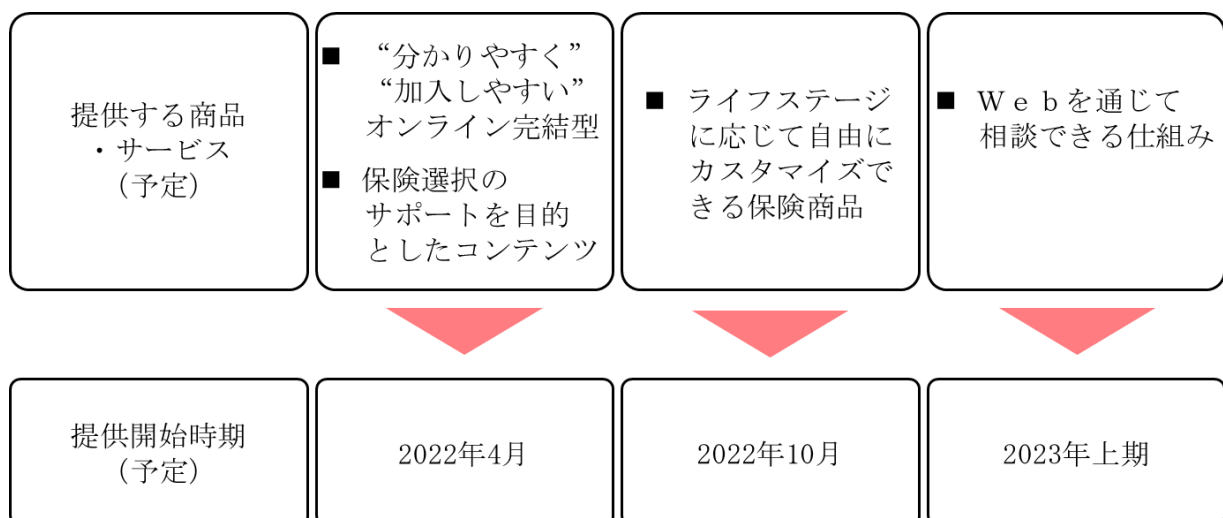 提供する商品
・サービス
（予定）
■ “分かりやすく”
“加入しやすい”
オンライン完結型
■ 保険選択の
サポートを目的
としたコンテンツ
■ ライフステージ
に応じて自由に
カスタマイズで
きる保険商品
■ Ｗｅｂを通じて
相談できる仕組み
提供開始時期
（予定）
2022年4月
2022年10月
2023年上期